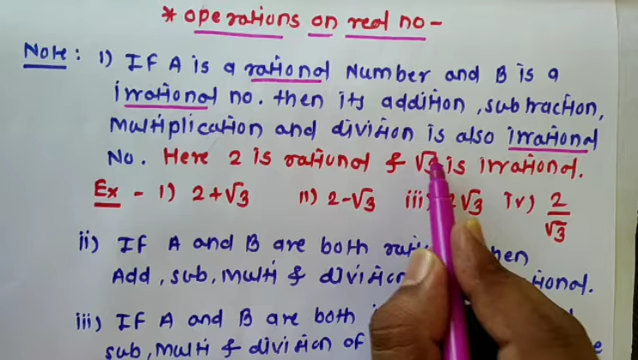 * operations on real no -
Note: 1) If A is a rational Number and B is a
irrational no. then its addition, subtraction,
Multiplication and division is also irrational
No. Here 2 is rational & √3 is irrational.
Ex - i) 2+√3 ii) 2-√3 iii) 2√3 iv) 2/√3
ii) If A and B are both then
Add, sub, Multi & division
iii) If A and B are both
sub, Multi & division of